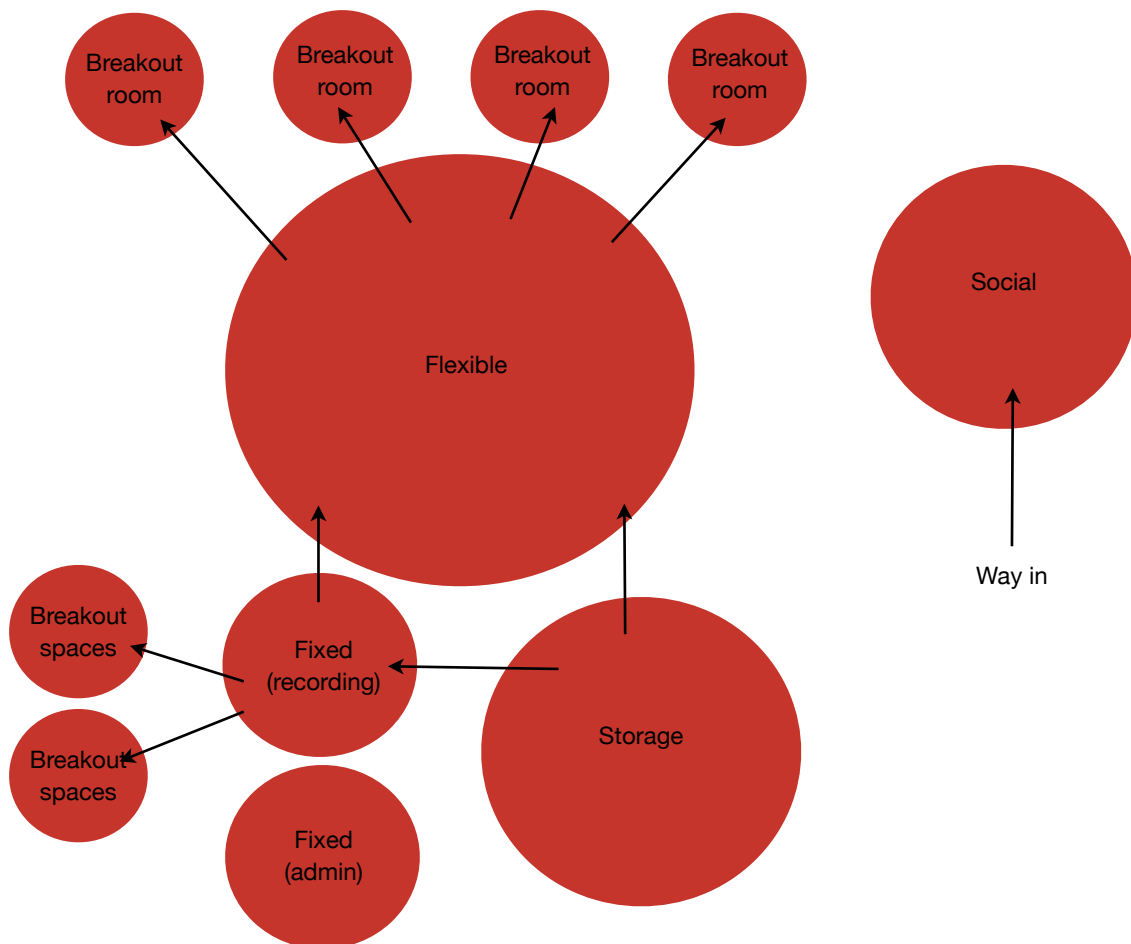 Breakout
room
Breakout
room
Breakout
room
Breakout
room
Social
Flexible
Way in
Breakout
spaces
Fixed
(recording)
Storage
Breakout
spaces
Fixed
(admin)